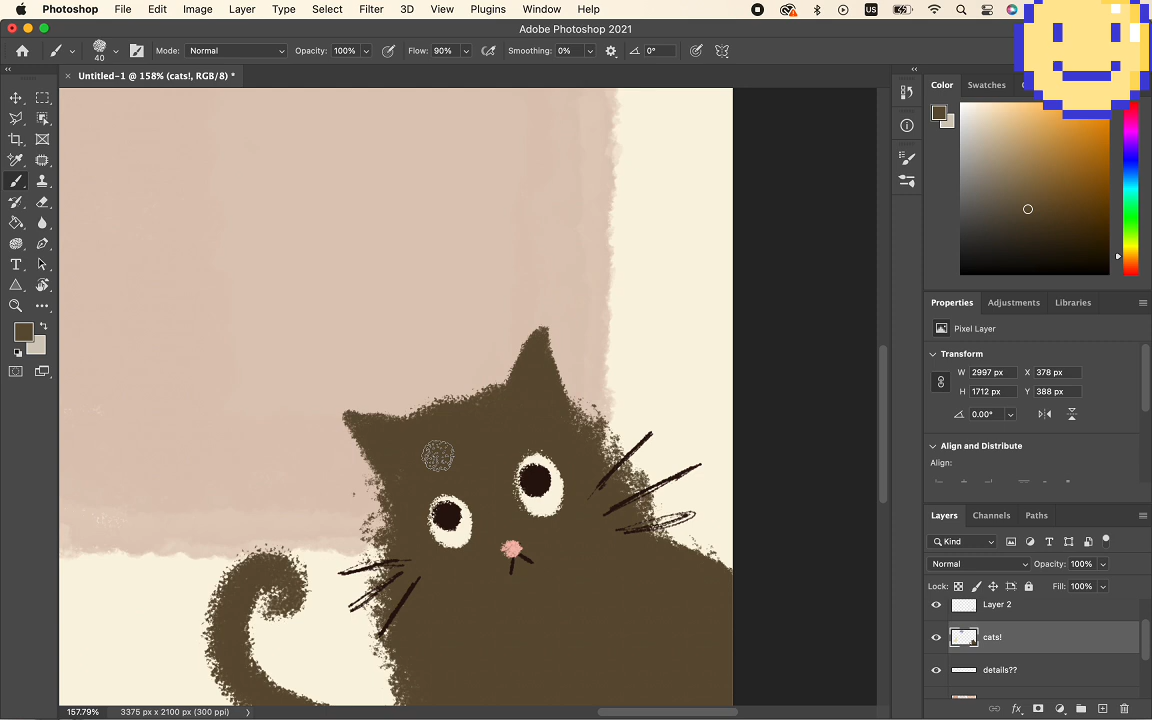 Photoshop File Edit Image Layer Type Select Filter 3D View Plugins Window Help US
Adobe Photoshop 2021
40 Mode: Normal Opacity: 100% Flow: 90% Smoothing: 0% 0°
Untitled-1 @ 158% (cats!, RGB/8) *
Color Swatches
Properties Adjustments Libraries
Pixel Layer
Transform
W 2997 px X 378 px
H 1712 px Y 388 px
0.00°
Align and Distribute
Align:
Layers Channels Paths
Kind
Normal Opacity: 100%
Lock: Fill: 100%
Layer 2
cats!
details??
fx
157.79% 3375 px x 2100 px (300 ppi)